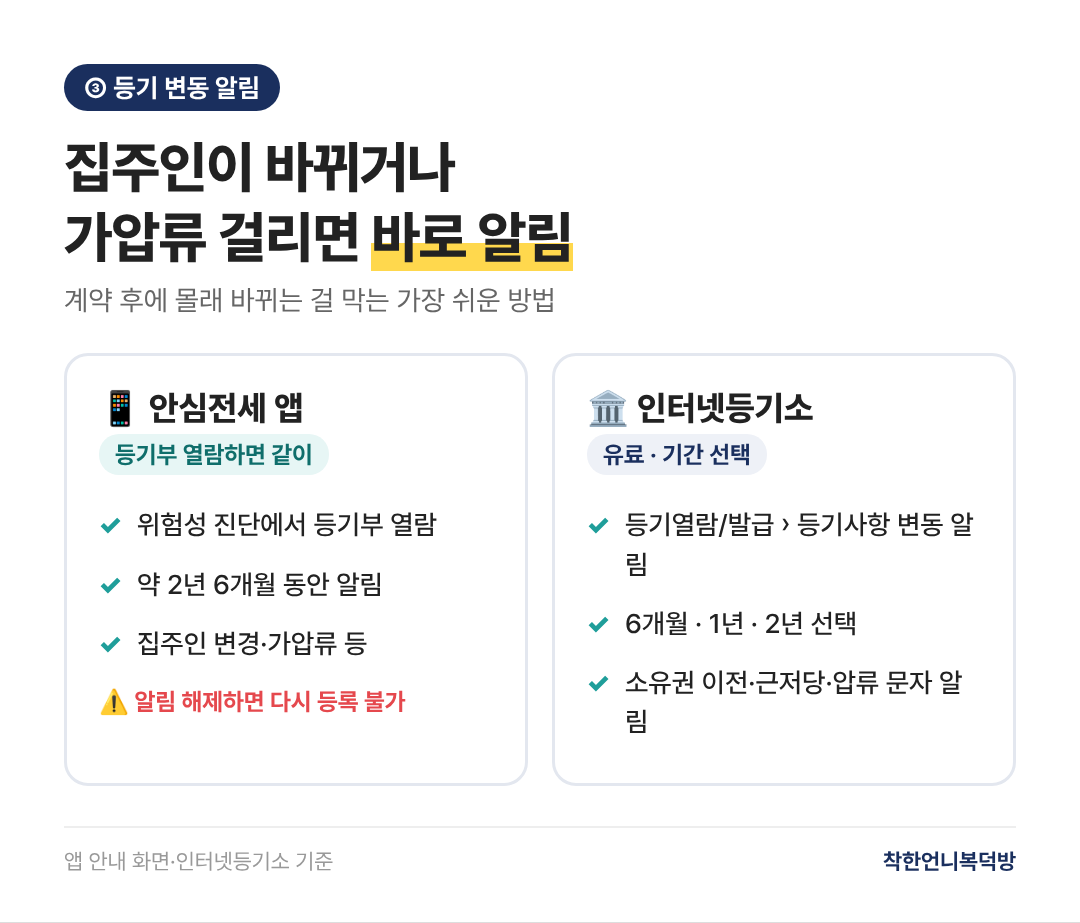 ③ 등기 변동 알림
집주인이 바뀌거나
가압류 걸리면 바로 알림
계약 후에 몰래 바뀌는 걸 막는 가장 쉬운 방법
📱 안심전세 앱
등기부 열람하면 같이
✔ 위험성 진단에서 등기부 열람
✔ 약 2년 6개월 동안 알림
✔ 집주인 변경·가압류 등
⚠️ 알림 해제하면 다시 등록 불가
🏛️ 인터넷등기소
유료 · 기간 선택
✔ 등기열람/발급 › 등기사항 변동 알
림
✔ 6개월 · 1년 · 2년 선택
✔ 소유권 이전·근저당·압류 문자 알
림
앱 안내 화면·인터넷등기소 기준
착한언니복덕방